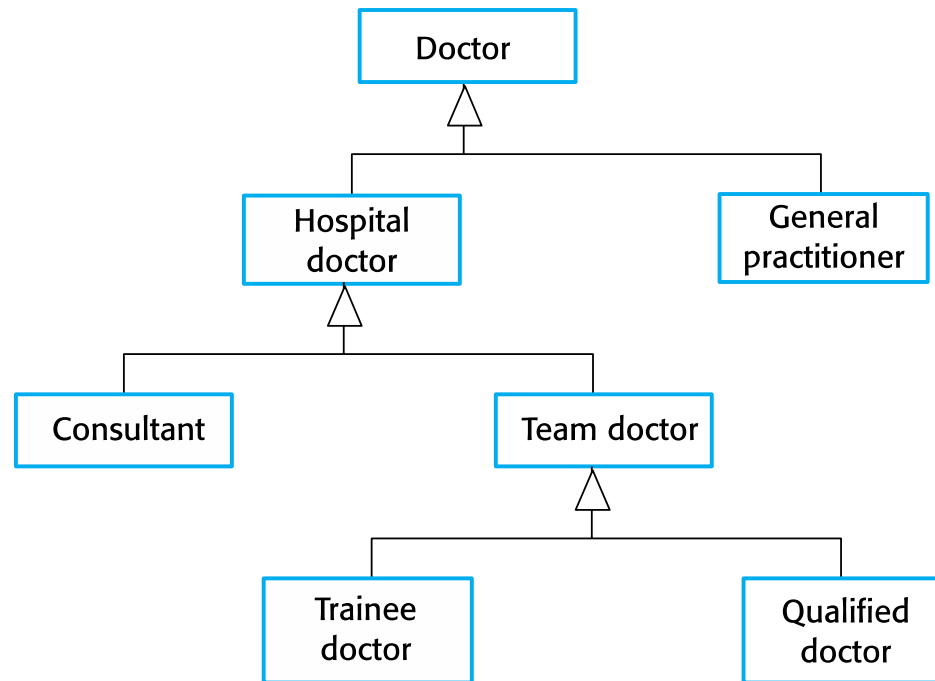 Doctor
Hospital
doctor
General
practitioner
Consultant
Team doctor
Trainee
doctor
Qualified
doctor